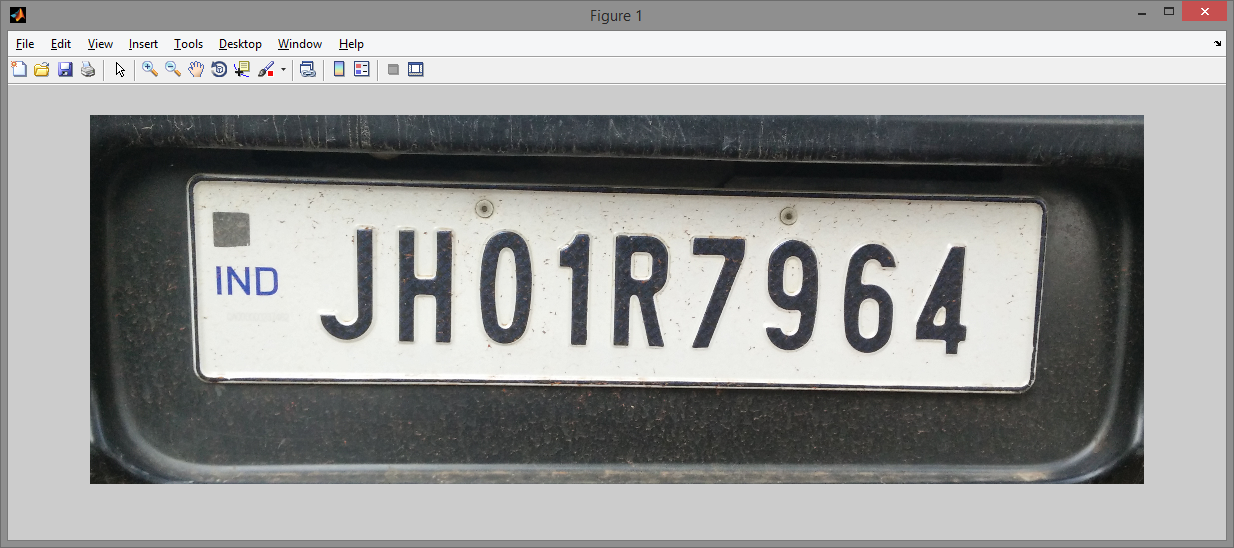 Figure 1
File Edit View Insert Tools Desktop Window Help
IND
JH01R7964